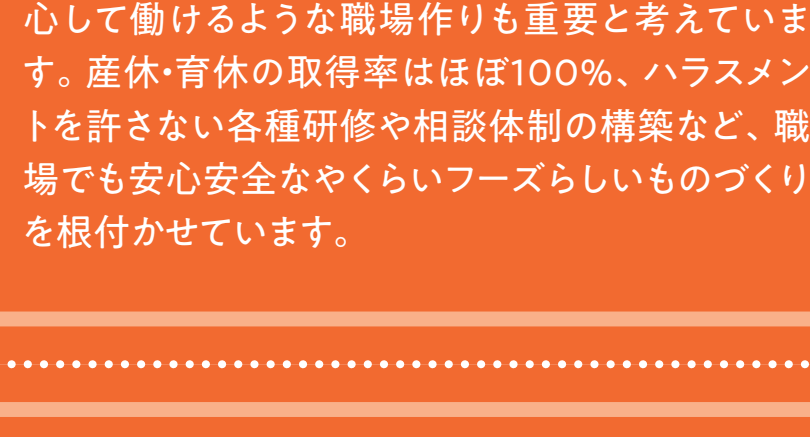 心して働けるような職場作りも重要と考えていま
す。産休・育休の取得率はほぼ100%、ハラスメン
トを許さない各種研修や相談体制の構築など、職
場でも安心安全なやくらいフーズらしいものづくり
を根付かせています。